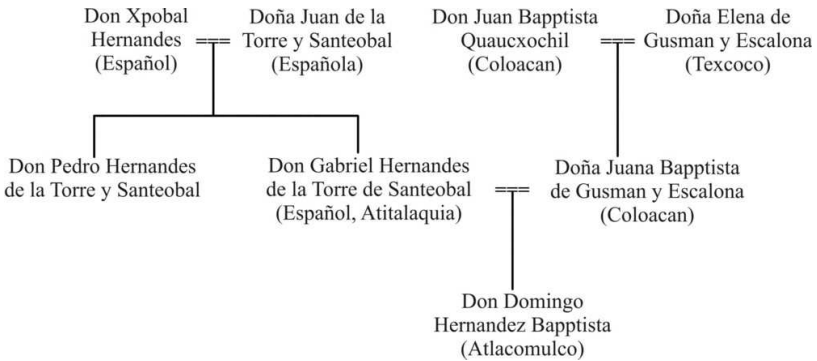 Don Xpobal
Hernandes
(Español)
Doña Juan de la
Torre y Santeobal
(Española)
Don Juan Bapptista
Quaucxochil
(Coloacan)
Doña Elena de
Gusman y Escalona
(Texcoco)
Don Pedro Hernandes
de la Torre y Santeobal
Don Gabriel Hernandes
de la Torre de Santeobal
(Español, Atitalaquia)
Doña Juana Bapptista
de Gusman y Escalona
(Coloacan)
Don Domingo
Hernandez Bapptista
(Atlacomulco)